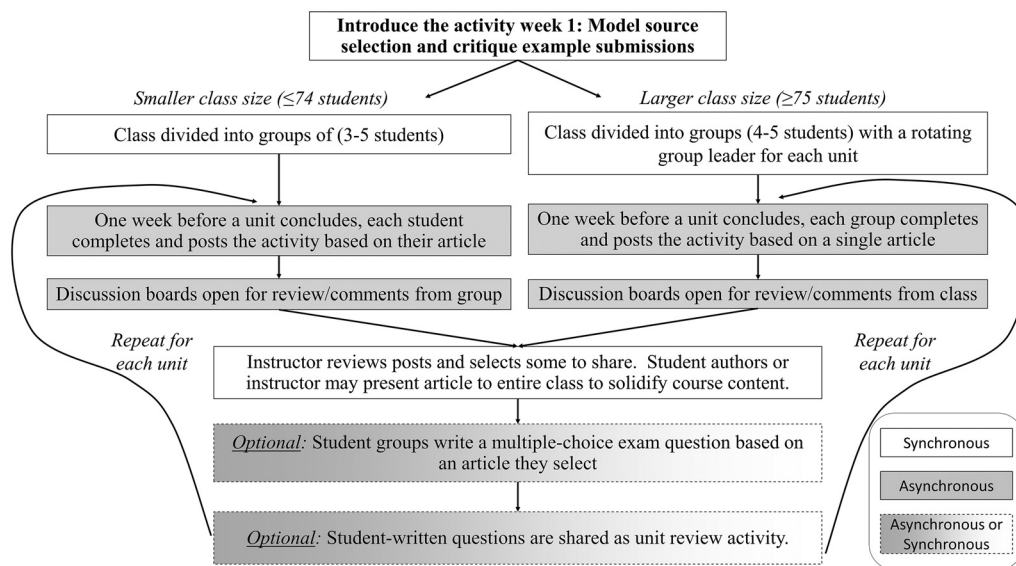 Introduce the activity week 1: Model source
selection and critique example submissions
Smaller class size (≤74 students)
Larger class size (≥75 students)
Class divided into groups of (3-5 students)
Class divided into groups (4-5 students) with a rotating
group leader for each unit
One week before a unit concludes, each student
completes and posts the activity based on their article
One week before a unit concludes, each group completes
and posts the activity based on a single article
Discussion boards open for review/comments from group
Discussion boards open for review/comments from class
Repeat for
each unit
Repeat for
each unit
Instructor reviews posts and selects some to share. Student authors or
instructor may present article to entire class to solidify course content.
Optional: Student groups write a multiple-choice exam question based on
an article they select
Optional: Student-written questions are shared as unit review activity.
Synchronous
Asynchronous
Asynchronous or
Synchronous